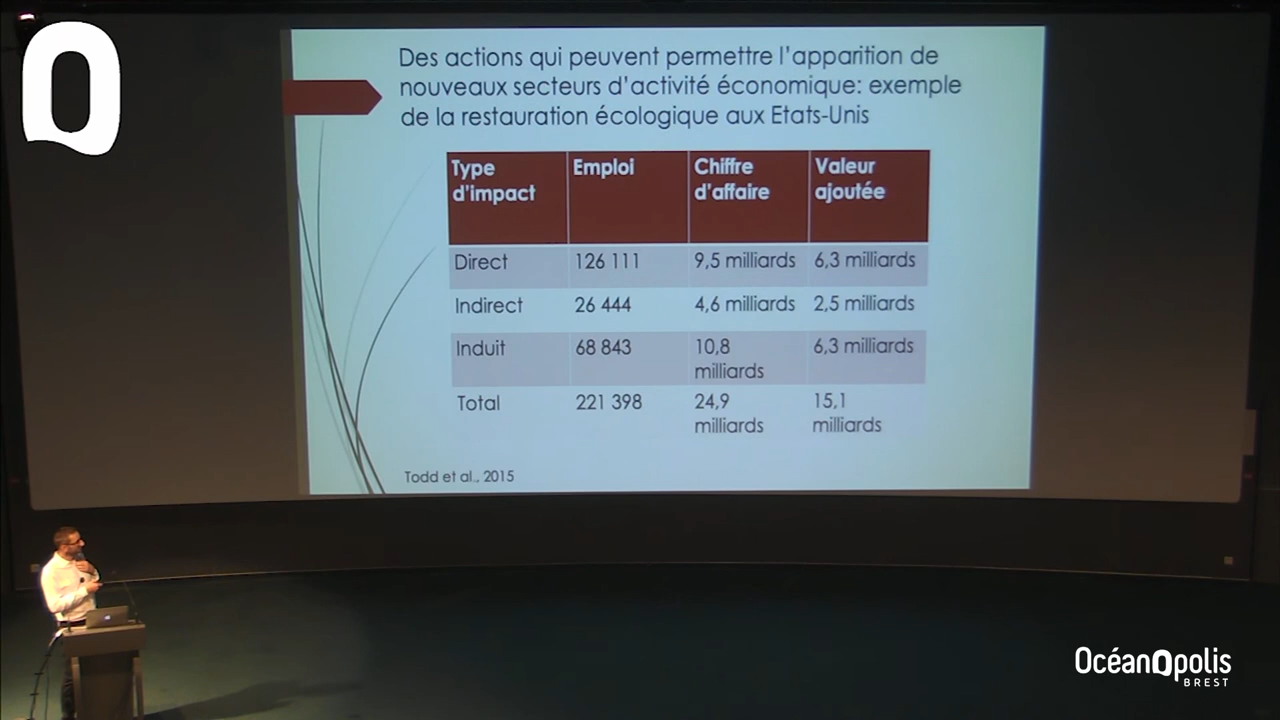 Des actions qui peuvent permettre l'apparition de
nouveaux secteurs d'activité économique: exemple
de la restauration écologique aux Etats-Unis
Type d'impact Emploi Chiffre d'affaire Valeur ajoutée
Direct 126 111 9,5 milliards 6,3 milliards
Indirect 26 444 4,6 milliards 2,5 milliards
Induit 68 843 10,8 milliards 6,3 milliards
Total 221 398 24,9 milliards 15,1 milliards
Todd et al., 2015
OcéanOpolis
BREST